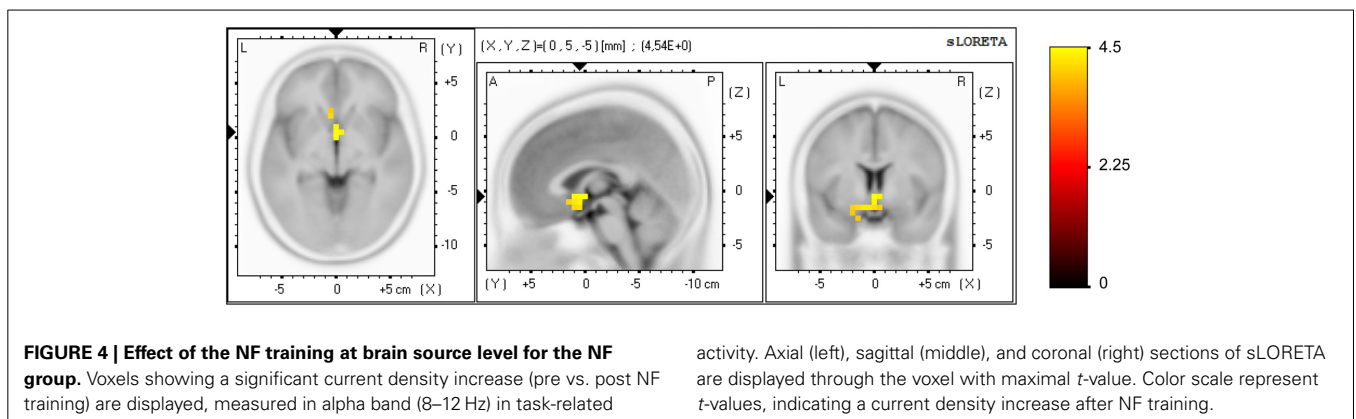 L R (Y) (X,Y,Z)=(0,5,-5)[mm] ; (4,54E+0) sLORETA
+5
0
-5
-10
-5 0 +5 cm (X)
A P (Z)
+5
0
-5
(Y) +5 0 -5 -10 cm
L R (Z)
+5
0
-5
-5 0 +5 cm (X)
4.5
2.25
0
FIGURE 4 | Effect of the NF training at brain source level for the NF
group. Voxels showing a significant current density increase (pre vs. post NF
training) are displayed, measured in alpha band (8–12 Hz) in task-related
activity. Axial (left), sagittal (middle), and coronal (right) sections of sLORETA
are displayed through the voxel with maximal t-value. Color scale represent
t-values, indicating a current density increase after NF training.